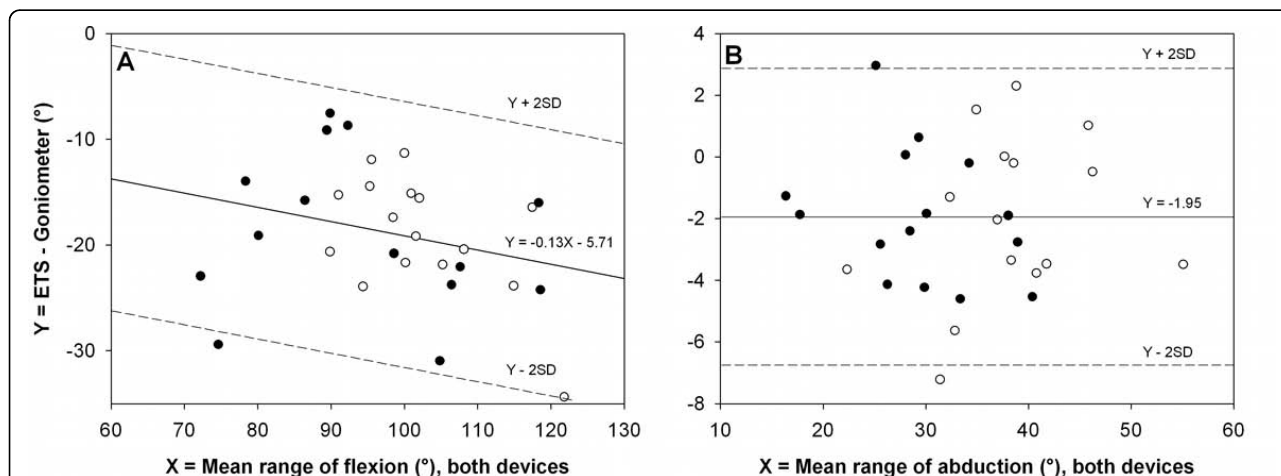 A
Y = ETS - Goniometer (°)
0
-10
-20
-30
Y + 2SD
Y = -0.13X - 5.71
Y - 2SD
60 70 80 90 100 110 120 130
X = Mean range of flexion (°), both devices
B
4
2
0
-2
-4
-6
-8
Y + 2SD
Y = -1.95
Y - 2SD
10 20 30 40 50 60
X = Mean range of abduction (°), both devices